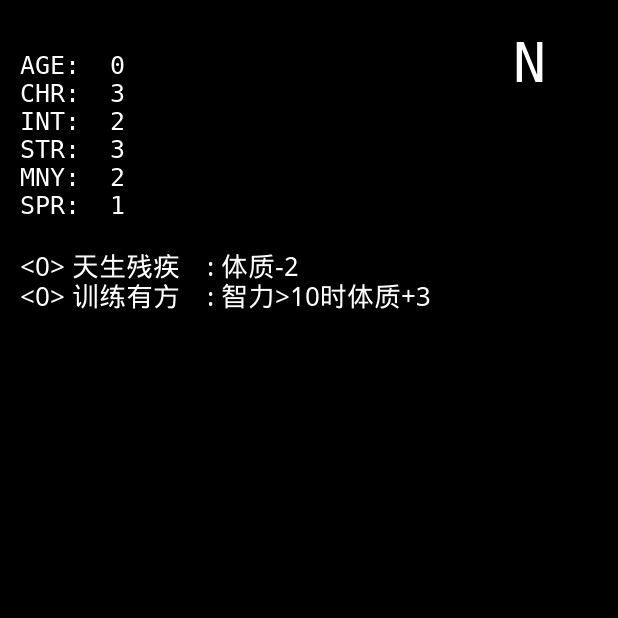 N
AGE: 0
CHR: 3
INT: 2
STR: 3
MNY: 2
SPR: 1
<0> 天生残疾 : 体质-2
<0> 训练有方 : 智力>10时体质+3